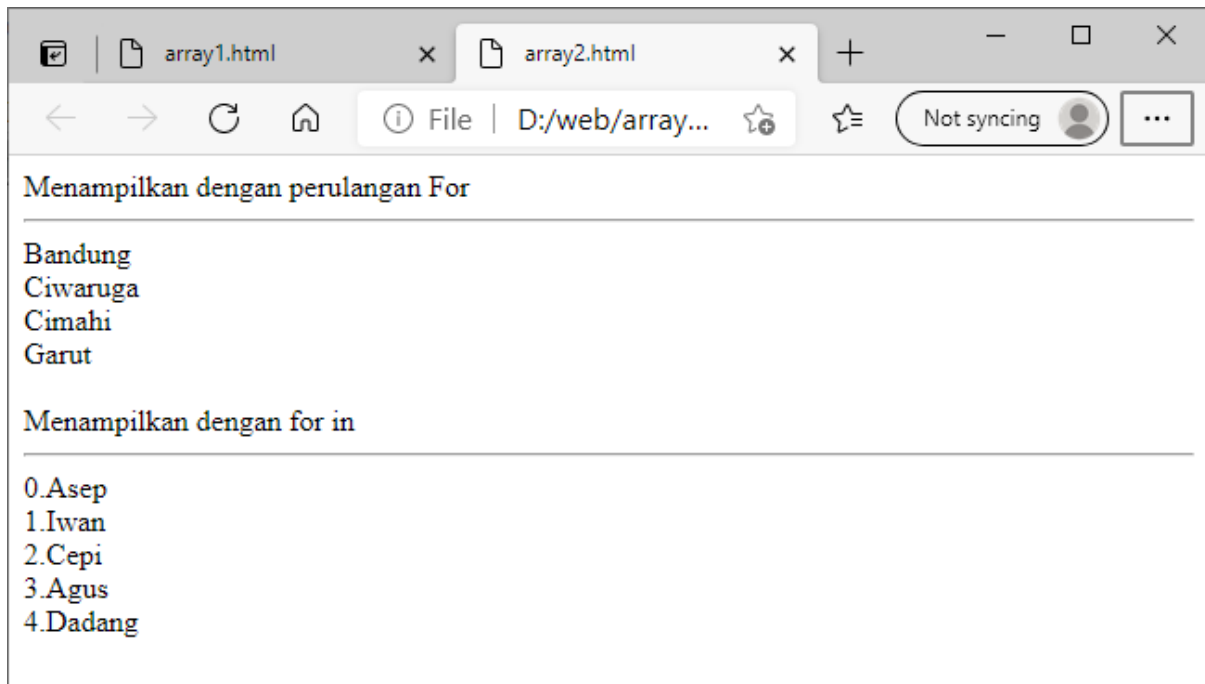 array1.html
array2.html
File
D:/web/array...
Not syncing
Menampilkan dengan perulangan For
Bandung
Ciwaruga
Cimahi
Garut
Menampilkan dengan for in
0.Asep
1.Iwan
2.Cepi
3.Agus
4.Dadang